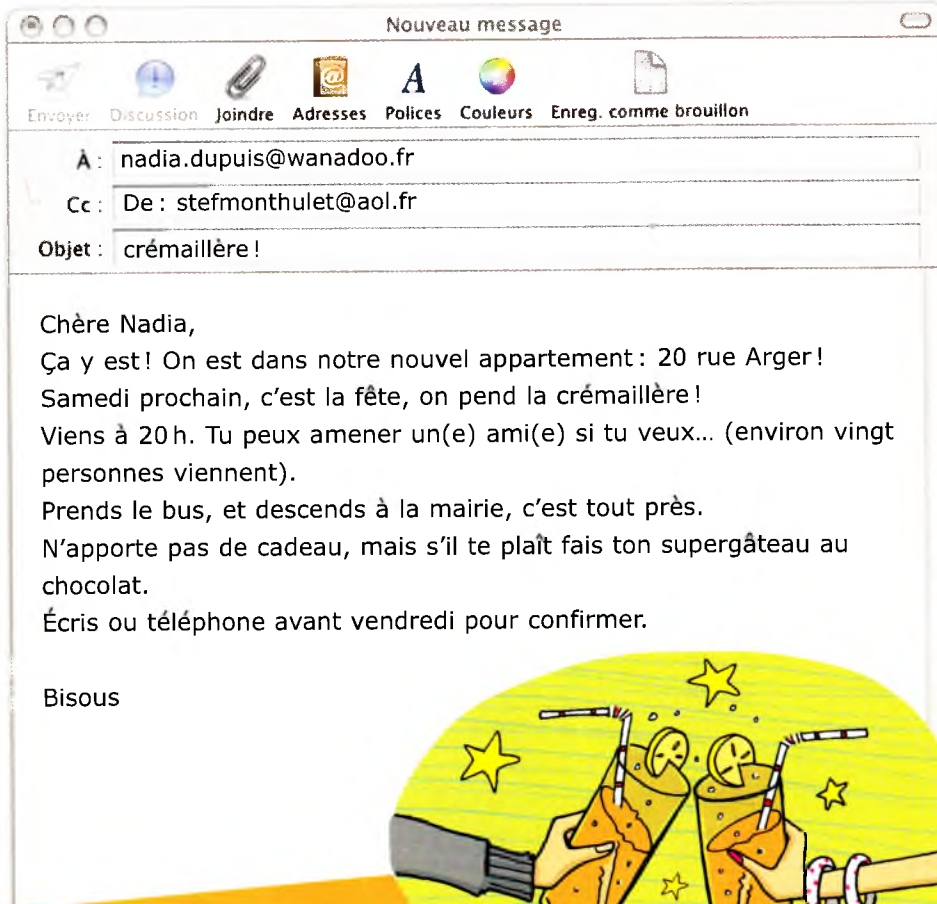 Nouveau message
Envoyer Discussion Joindre Adresses Polices Couleurs Enreg. comme brouillon
À : nadia.dupuis@wanadoo.fr
Cc : De : stefmonthulet@aol.fr
Objet : crémaillère !
Chère Nadia,
Ça y est ! On est dans notre nouvel appartement : 20 rue Arger !
Samedi prochain, c'est la fête, on pend la crémaillère !
Viens à 20 h. Tu peux amener un(e) ami(e) si tu veux... (environ vingt
personnes viennent).
Prends le bus, et descends à la mairie, c'est tout près.
N'apporte pas de cadeau, mais s'il te plaît fais ton supergâteau au
chocolat.
Écris ou téléphone avant vendredi pour confirmer.
Bisous